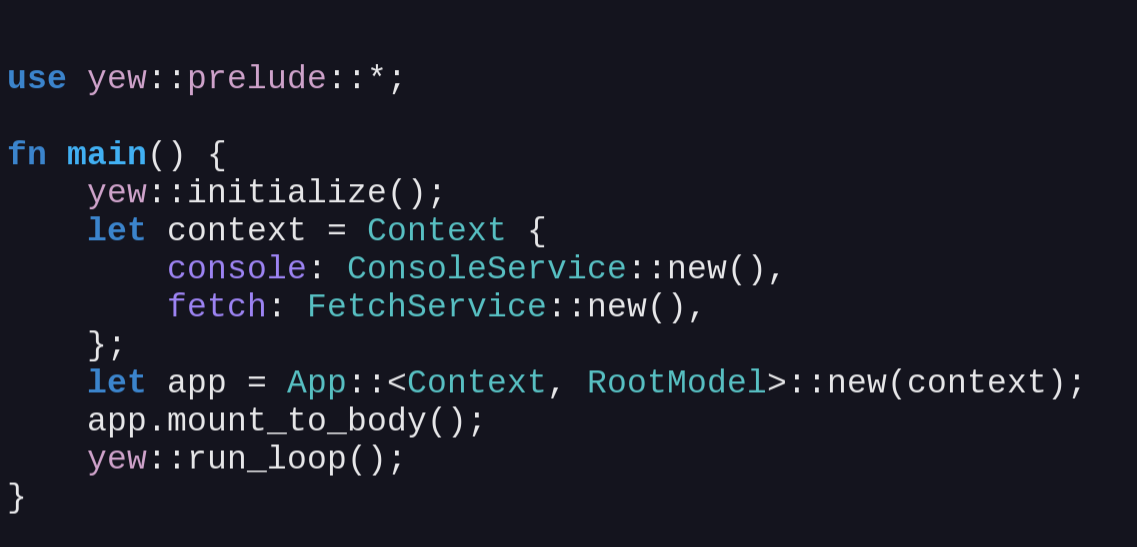 use yew::prelude::*;

fn main() {
    yew::initialize();
    let context = Context {
        console: ConsoleService::new(),
        fetch: FetchService::new(),
    };
    let app = App::<Context, RootModel>::new(context);
    app.mount_to_body();
    yew::run_loop();
}